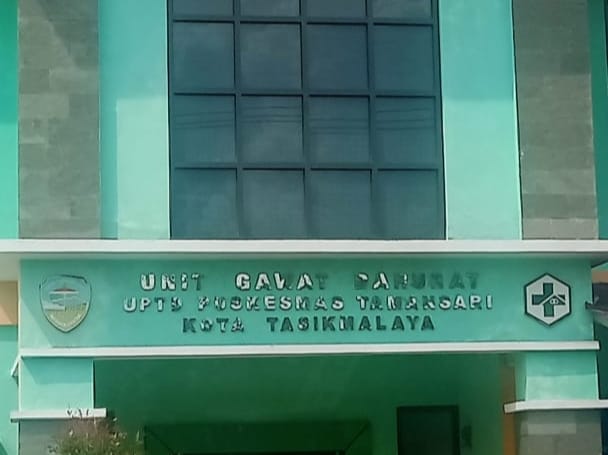 UNIT GAWAT DARURAT
UPTD PUSKESMAS TAMANSARI
KOTA TASIKMALAYA